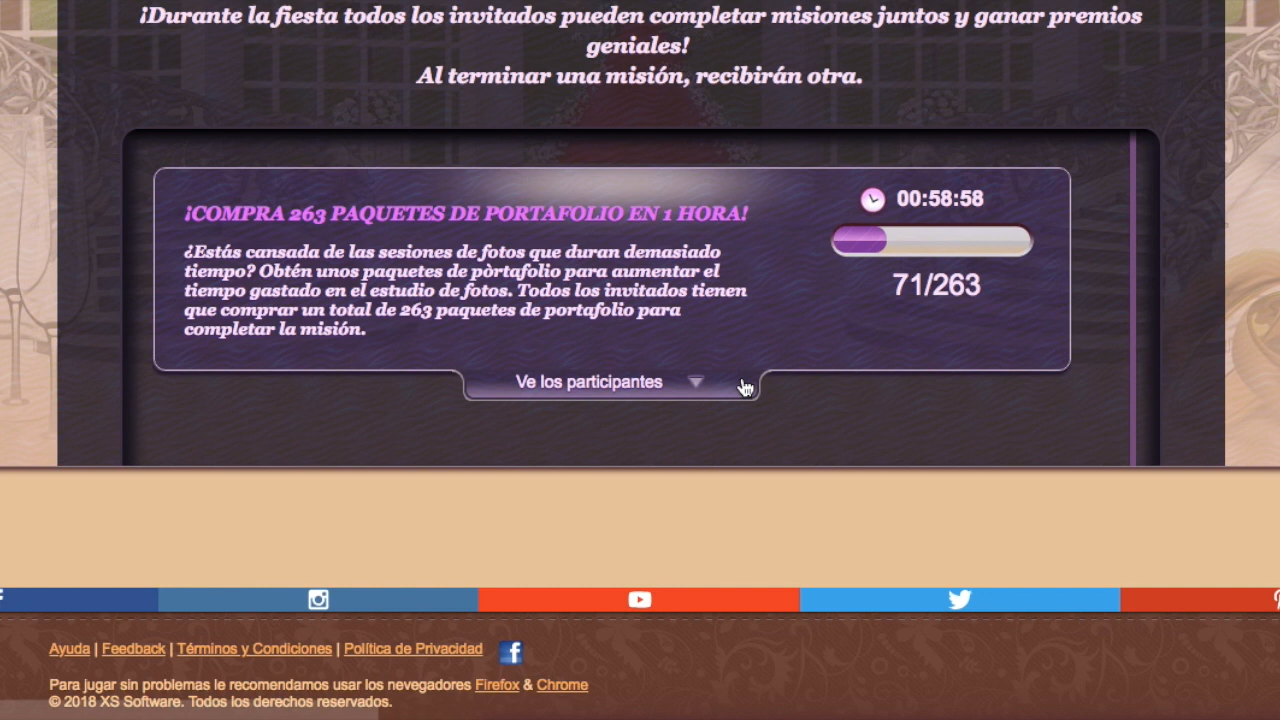 ¡Durante la fiesta todos los invitados pueden completar misiones juntos y ganar premios
geniales!
Al terminar una misión, recibirán otra.
¡COMPRA 263 PAQUETES DE PORTAFOLIO EN 1 HORA!
¿Estás cansada de las sesiones de fotos que duran demasiado
tiempo? Obtén unos paquetes de pòrtafolio para aumentar el
tiempo gastado en el estudio de fotos. Todos los invitados tienen
que comprar un total de 263 paquetes de portafolio para
completar la misión.
00:58:58
71/263
Ve los participantes
Ayuda | Feedback | Términos y Condiciones | Política de Privacidad
Para jugar sin problemas le recomendamos usar los nevegadores Firefox & Chrome
© 2018 XS Software. Todos los derechos reservados.